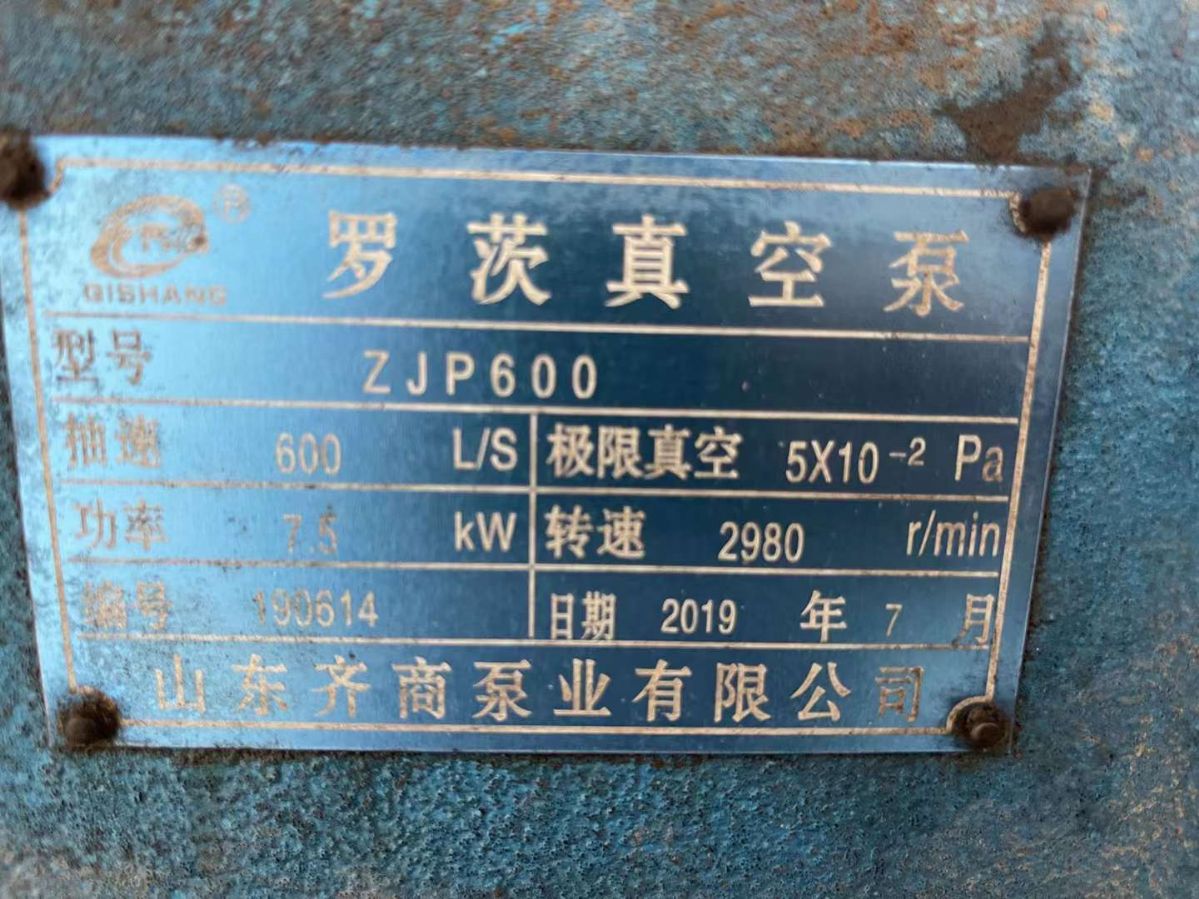 罗茨真空泵
®
QISHANG
型号 ZJP600
抽速 600 L/S 极限真空 5X10⁻² Pa
功率 7.5 kW 转速 2980 r/min
编号 190614 日期 2019 年 7 月
山东齐商泵业有限公司